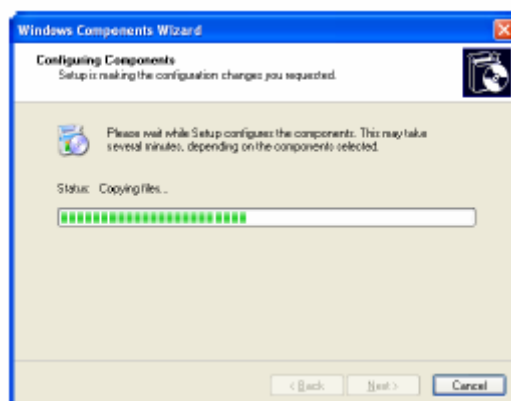 Windows Components Wizard
Configuring Components
Setup is making the configuration changes you requested.
Please wait while Setup configures the components. This may take
several minutes, depending on the components selected.
Status: Copying files...
< Back
Next >
Cancel